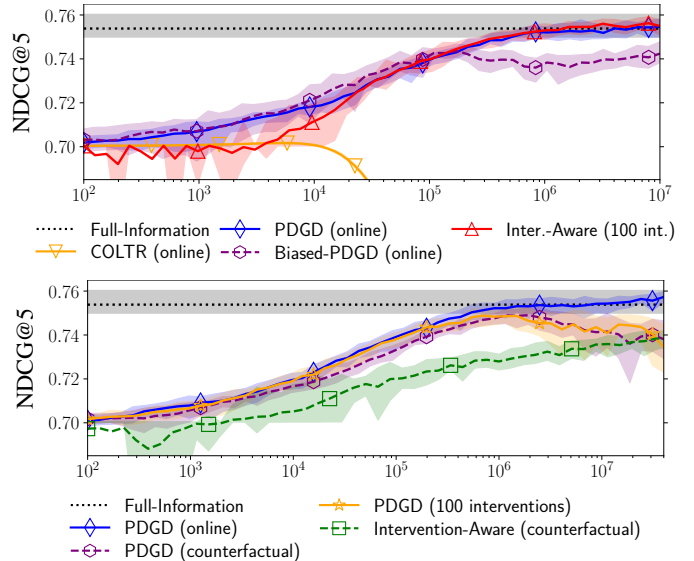 0.76
0.74
0.72
0.70
NDCG@5
10^2 10^3 10^4 10^5 10^6 10^7
Full-Information PDGD (online) Inter.-Aware (100 int.)
COLTR (online) Biased-PDGD (online)
0.76
0.74
0.72
0.70
NDCG@5
10^2 10^3 10^4 10^5 10^6 10^7
Full-Information PDGD (100 interventions)
PDGD (online) Intervention-Aware (counterfactual)
PDGD (counterfactual)